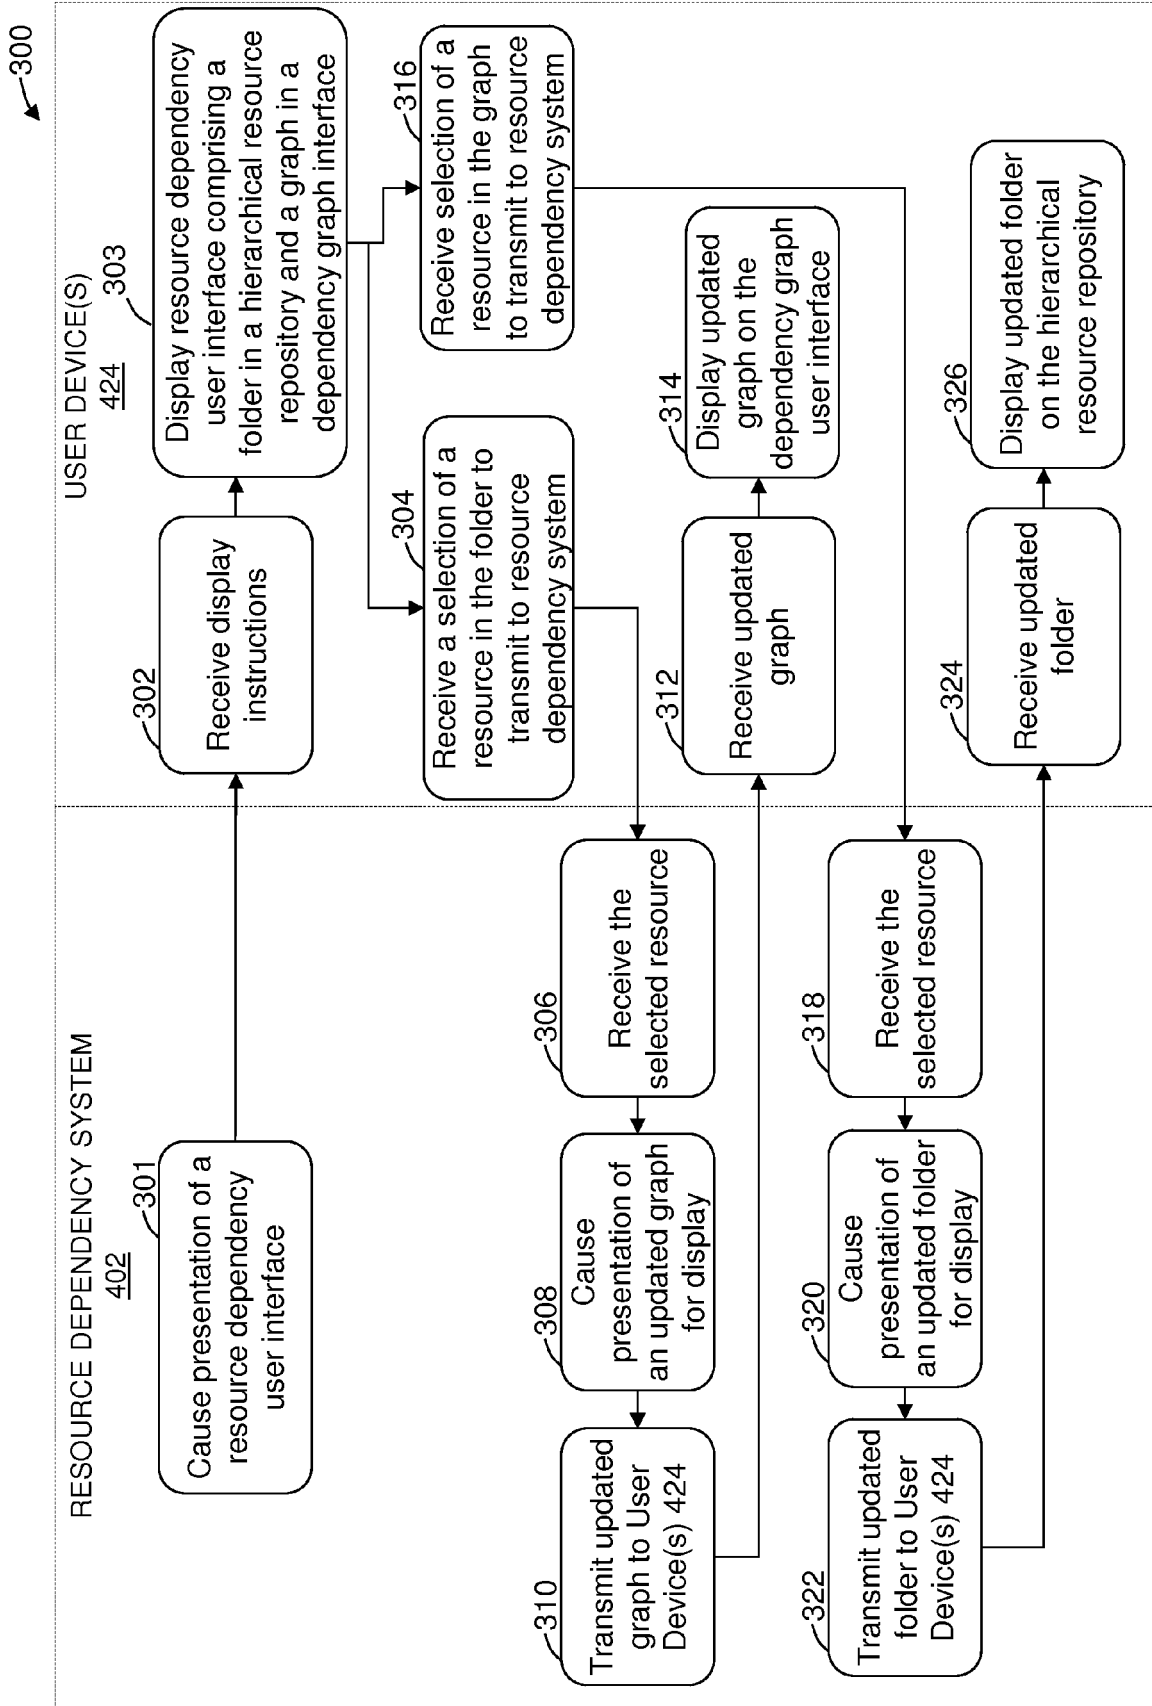 300
RESOURCE DEPENDENCY SYSTEM
402
USER DEVICE(S)
424
301
Cause presentation of a
resource dependency
user interface
302
Receive display
instructions
303
Display resource dependency
user interface comprising a
folder in a hierarchical resource
repository and a graph in a
dependency graph interface
304
Receive a selection of a
resource in the folder to
transmit to resource
dependency system
316
Receive selection of a
resource in the graph
to transmit to resource
dependency system
306
Receive the
selected resource
308
Cause
presentation of
an updated graph
for display
310
Transmit updated
graph to User
Device(s) 424
312
Receive updated
graph
314
Display updated
graph on the
dependency graph
user interface
318
Receive the
selected resource
320
Cause
presentation of
an updated folder
for display
322
Transmit updated
folder to User
Device(s) 424
324
Receive updated
folder
326
Display updated folder
on the hierarchical
resource repository